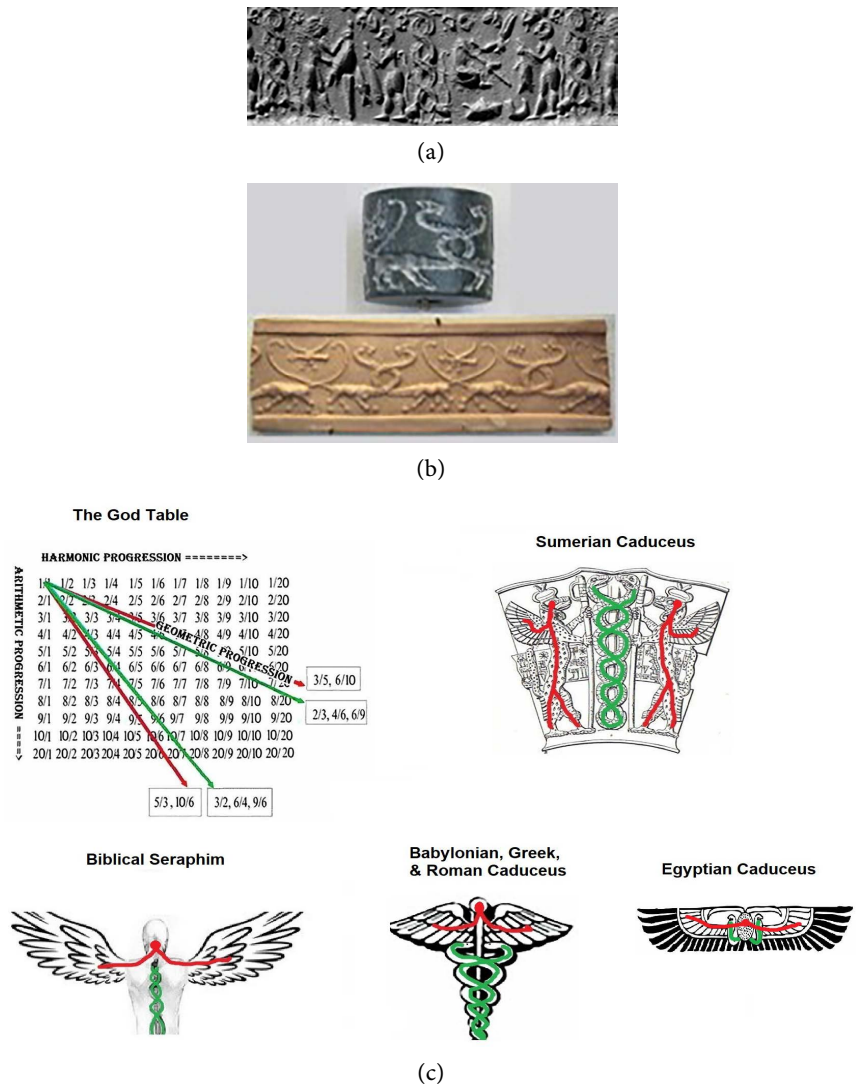 (a)
(b)
The God Table
HARMONIC PROGRESSION ========>
ARITHMETIC PROGRESSION ====>
1/1 1/2 1/3 1/4 1/5 1/6 1/7 1/8 1/9 1/10 1/20
2/1 2/2 2/3 2/4 2/5 2/6 2/7 2/8 2/9 2/10 2/20
3/1 3/2 3/3 3/4 3/5 3/6 3/7 3/8 3/9 3/10 3/20
4/1 4/2 4/3 4/4 4/5 4/8 4/9 4/10 4/20
5/1 5/2 5/3 5/4 5/5 5/6 5/7 5/10 5/20
6/1 6/2 6/3 6/4 6/5 6/6 6/7 6/8 6/9 6/20
7/1 7/2 7/3 7/4 7/5 7/6 7/7 7/8 7/9 7/10
8/1 8/2 8/3 8/4 8/5 8/6 8/7 8/8 8/9 8/10 8/20
9/1 9/2 9/3 9/4 9/5 9/6 9/7 9/8 9/9 9/10 9/20
10/1 10/2 10/3 10/4 10/5 10/6 10/7 10/8 10/9 10/10 10/20
20/1 20/2 20/3 20/4 20/5 20/6 20/7 20/8 20/9 20/10 20/20
GEOMETRIC PROGRESSION
3/5, 6/10
2/3, 4/6, 6/9
5/3, 10/6
3/2, 6/4, 9/6
Sumerian Caduceus
Biblical Seraphim
Babylonian, Greek,
& Roman Caduceus
Egyptian Caduceus
(c)